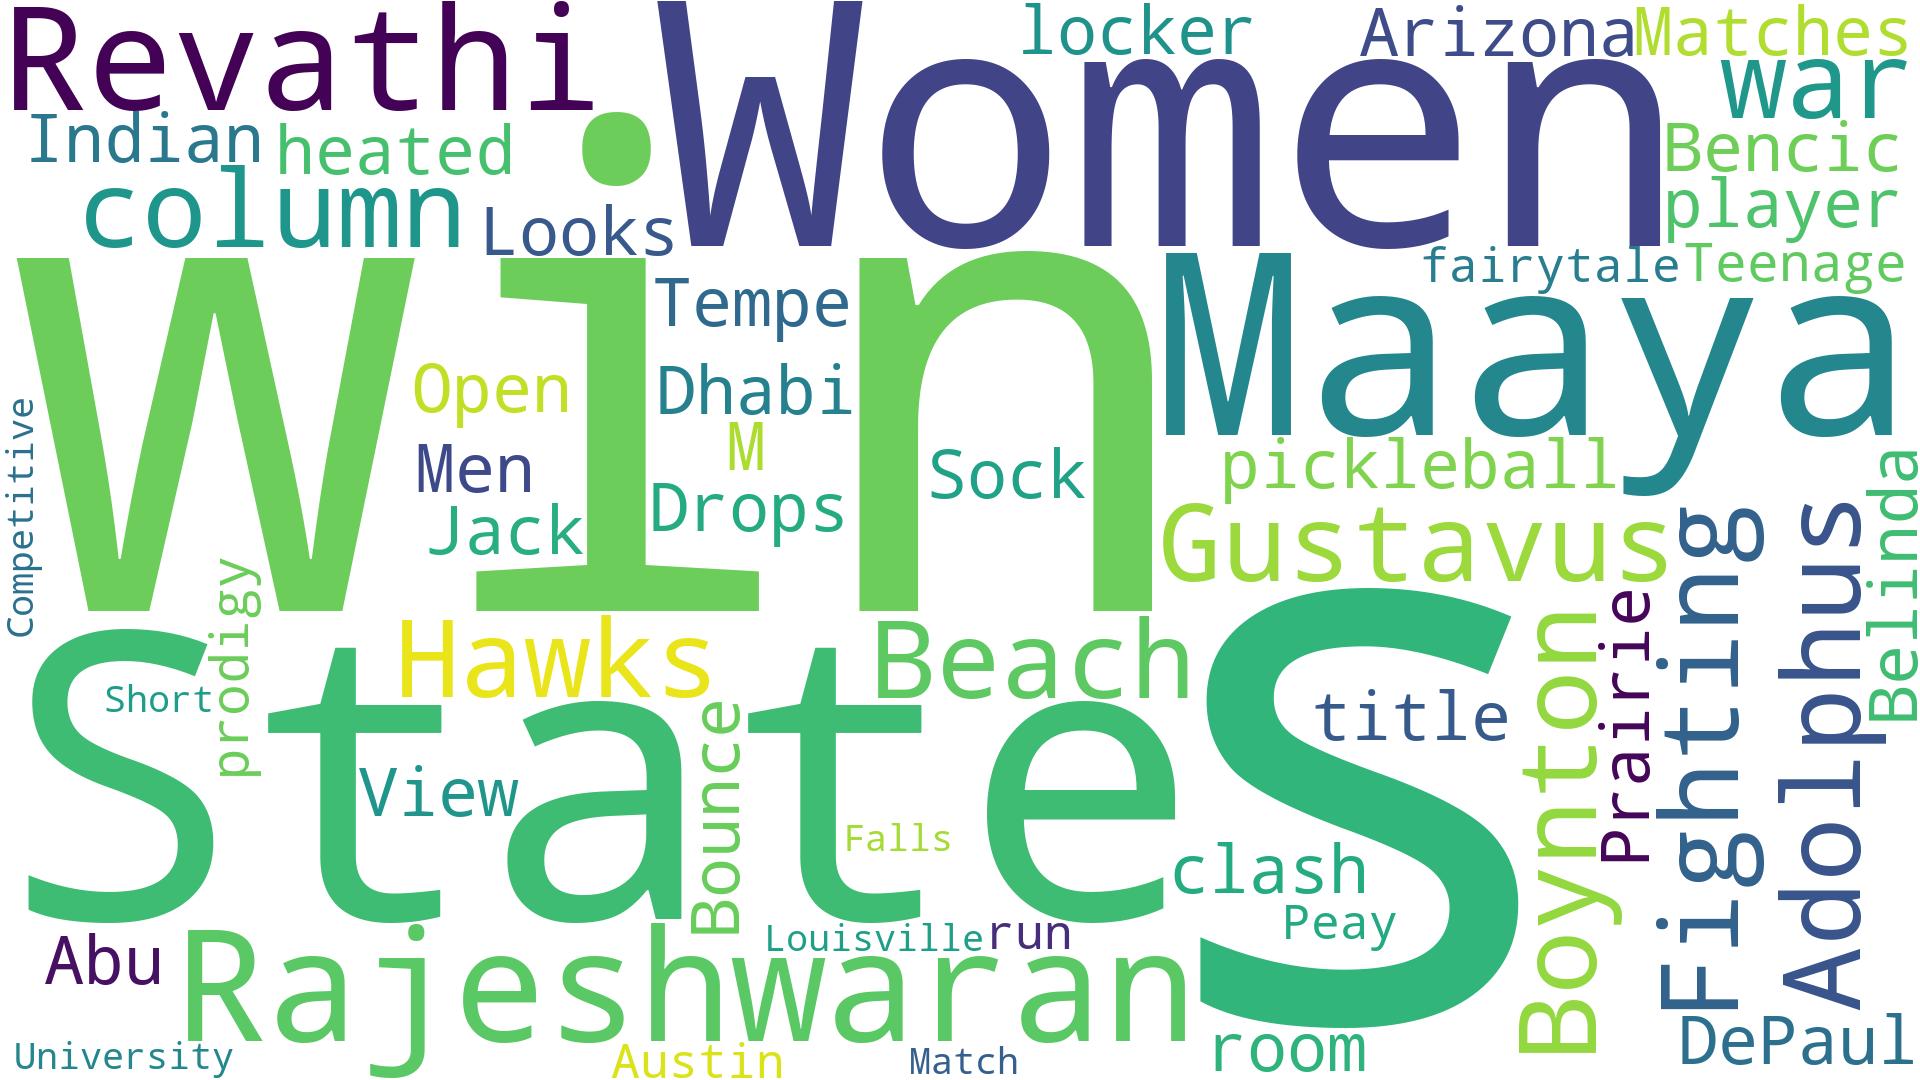 Revathi
Women
locker
Arizona
Matches
war
Indian
heated
Bencic
column
Looks
player
fairytale
Teenage
win
Tempe
Maaya
Open
Dhabi
M
Men
Sock
pickleball
Jack
Drops
Gustavus
Competitive
prodigy
Belinda
Fighting
Adolphus
Prairie
Boynton
State
S
Hawks
Beach
Short
title
View
Bounce
Falls
clash
Peay
Abu
Rajeshwaran
Louisville
run
University
Austin
Match
room
DePaul